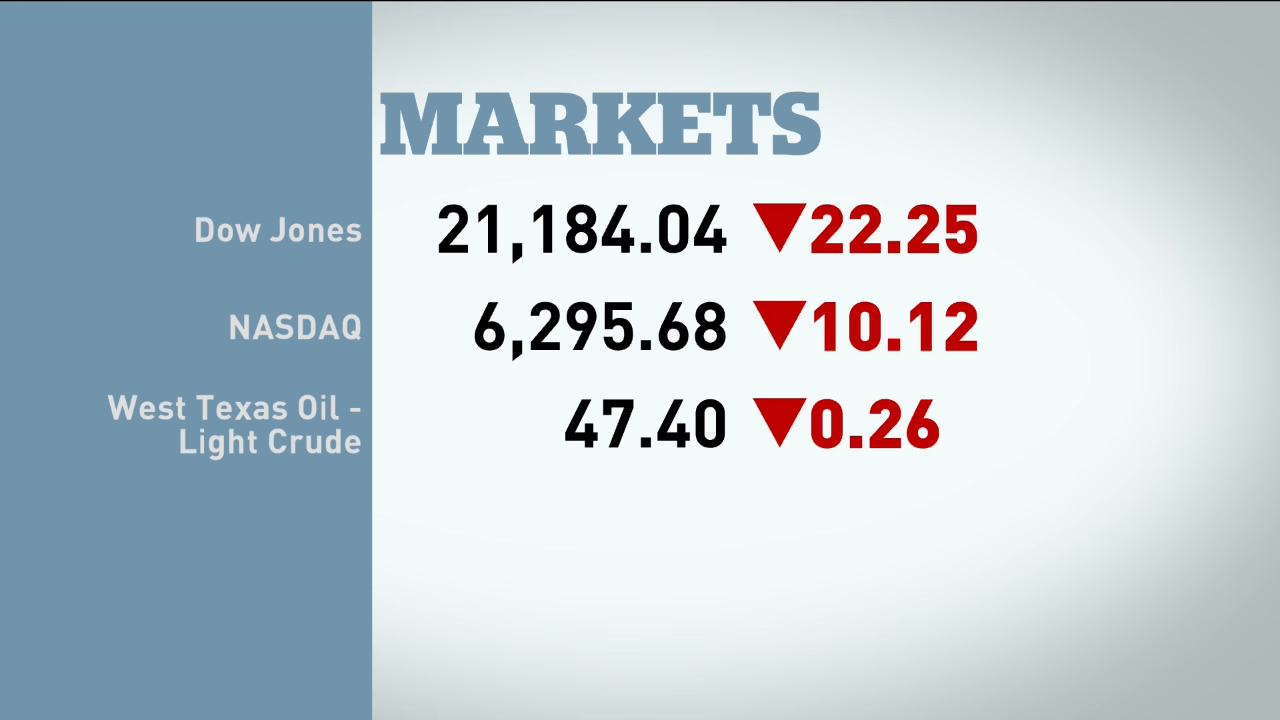 MARKETS
Dow Jones 21,184.04 ▼22.25
NASDAQ 6,295.68 ▼10.12
West Texas Oil -
Light Crude 47.40 ▼0.26